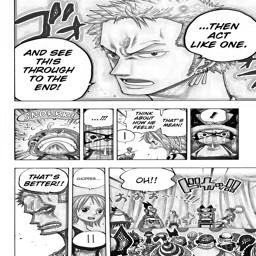 ...THEN
ACT
LIKE ONE.
AND SEE
THIS
THROUGH TO
THE END!
THAT'S
MEAN!
THINK
ABOUT
HOW HE
FEELS!
...!!!
OH!!
CHOPPER...
THAT'S
BETTER!!